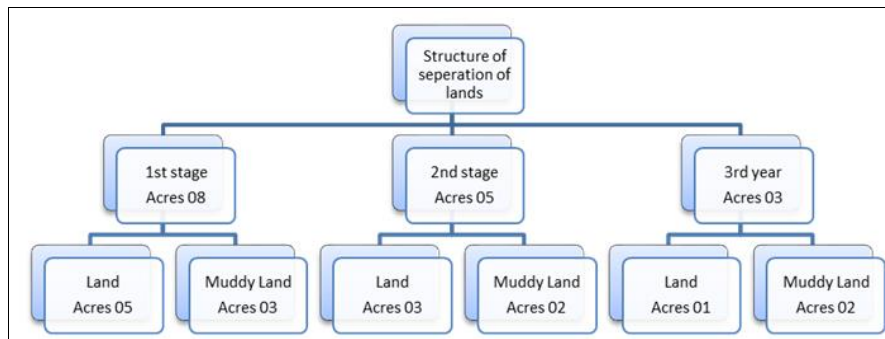 Structure of
seperation of
lands
1st stage
Acres 08
2nd stage
Acres 05
3rd year
Acres 03
Land
Acres 05
Muddy Land
Acres 03
Land
Acres 03
Muddy Land
Acres 02
Land
Acres 01
Muddy Land
Acres 02